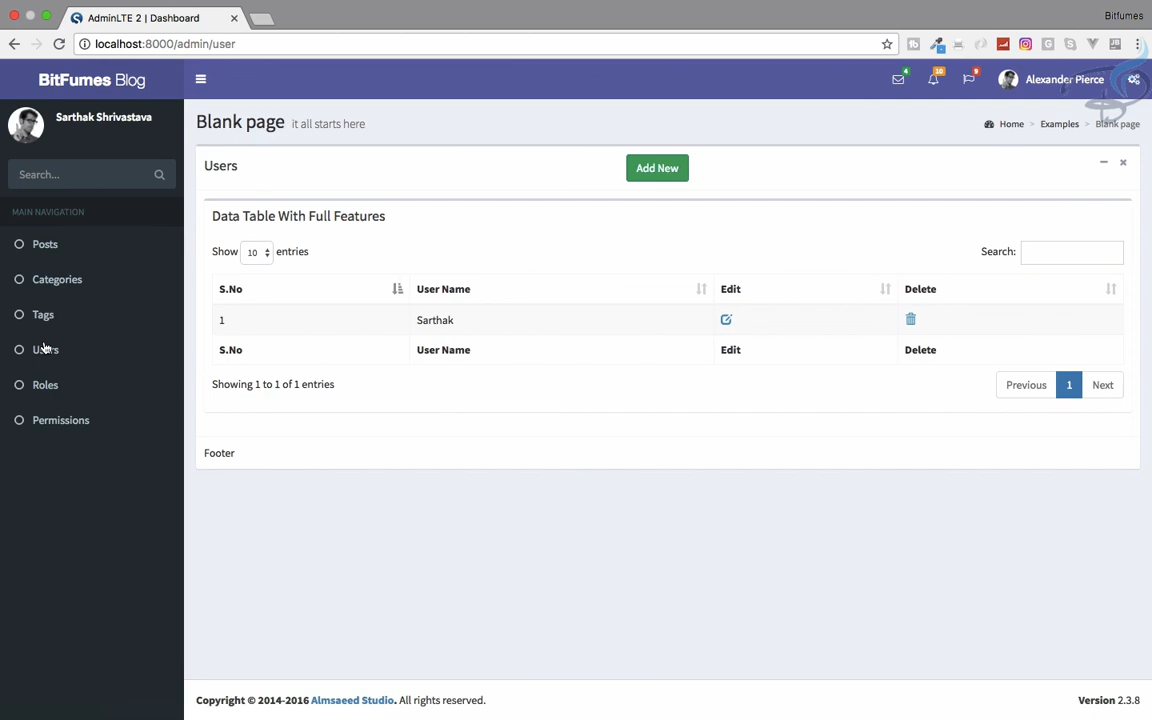 AdminLTE 2 | Dashboard
Bitfumes
localhost:8000/admin/user
BitFumes Blog
4
10
9
Alexander Pierce
Sarthak Shrivastava
Search...
MAIN NAVIGATION
Posts
Categories
Tags
Users
Roles
Permissions
Blank page it all starts here
Home > Examples > Blank page
Users
Add New
Data Table With Full Features
Show 10 entries
Search:
S.No User Name Edit Delete
1 Sarthak
S.No User Name Edit Delete
Showing 1 to 1 of 1 entries
Previous 1 Next
Footer
Copyright © 2014-2016 Almsaeed Studio. All rights reserved.
Version 2.3.8